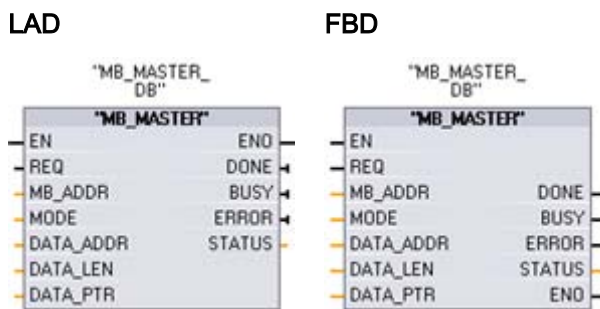 LAD
"MB_MASTER_
DB"
"MB_MASTER"
EN ENO
REQ DONE
MB_ADDR BUSY
MODE ERROR
DATA_ADDR STATUS
DATA_LEN
DATA_PTR
FBD
"MB_MASTER_
DB"
"MB_MASTER"
EN
REQ
MB_ADDR DONE
MODE BUSY
DATA_ADDR ERROR
DATA_LEN STATUS
DATA_PTR ENO